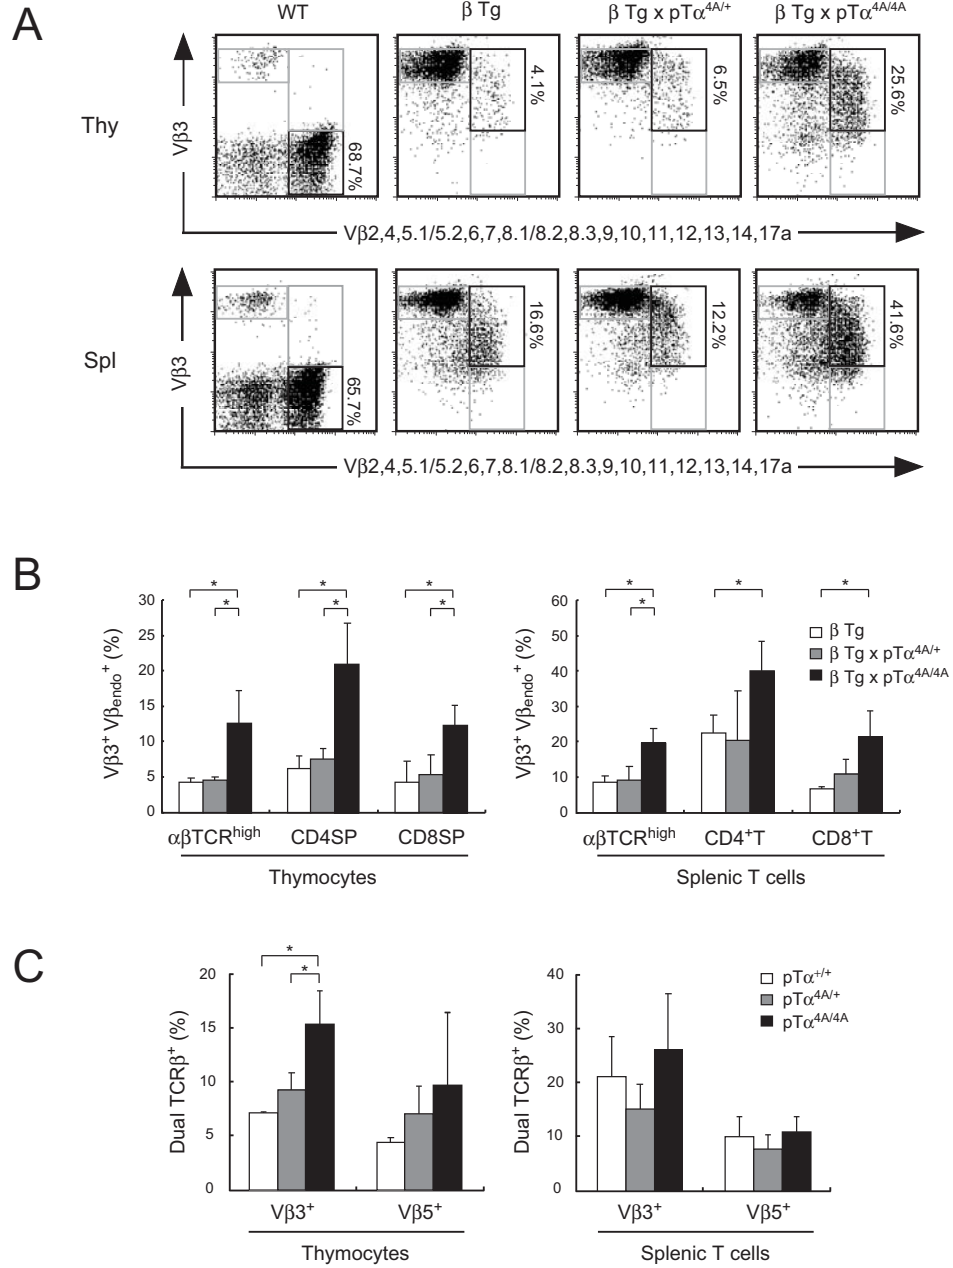 A
WT
β Tg
β Tg x pTα4A/+
β Tg x pTα4A/4A
Thy
Vβ3
68.7%
4.1%
6.5%
25.6%
Vβ2,4,5.1/5.2,6,7,8.1/8.2,8.3,9,10,11,12,13,14,17a
Spl
Vβ3
65.7%
16.6%
12.2%
41.6%
Vβ2,4,5.1/5.2,6,7,8.1/8.2,8.3,9,10,11,12,13,14,17a
B
Vβ3+ Vβendo+ (%)
30
25
20
15
10
5
0
* * * * * *
αβTCRhigh CD4SP CD8SP
Thymocytes
Vβ3+ Vβendo+ (%)
60
50
40
30
20
10
0
* * * *
β Tg
β Tg x pTα4A/+
β Tg x pTα4A/4A
αβTCRhigh CD4+T CD8+T
Splenic T cells
C
Dual TCRβ+ (%)
20
15
10
5
0
* *
Vβ3+ Vβ5+
Thymocytes
Dual TCRβ+ (%)
40
30
20
10
0
pTα+/+
pTα4A/+
pTα4A/4A
Vβ3+ Vβ5+
Splenic T cells